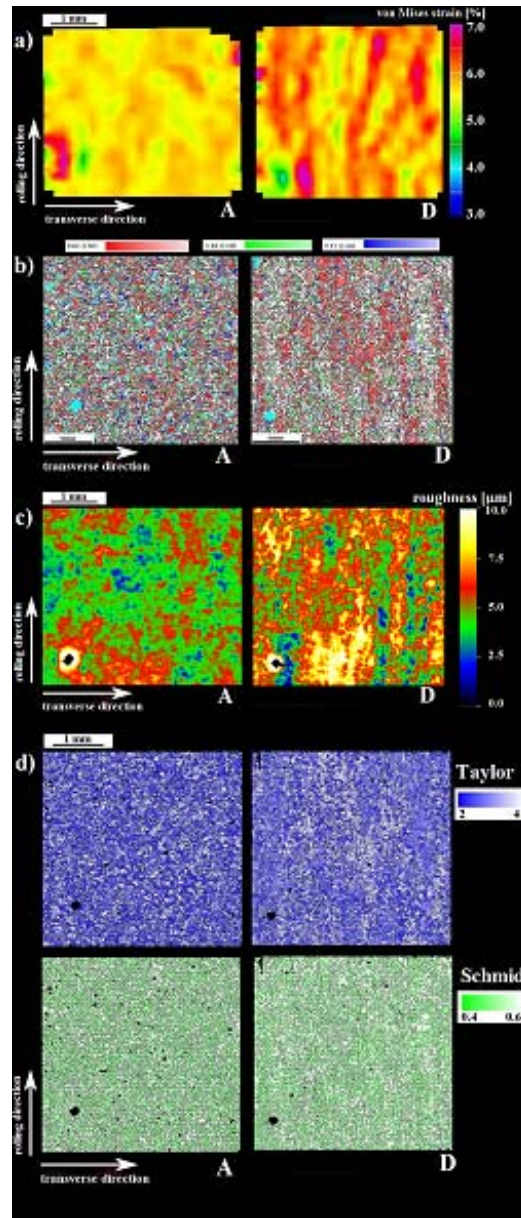 1 mm
von Mises strain [%]
a)
7.0
6.0
5.0
4.0
3.0
rolling direction
transverse direction
A
D
b)
rolling direction
transverse direction
A
D
1 mm
roughness [µm]
c)
10.0
7.5
5.0
2.5
0.0
rolling direction
transverse direction
A
D
1 mm
d)
Taylor
2 4
Schmid
0.4 0.6
rolling direction
transverse direction
A
D